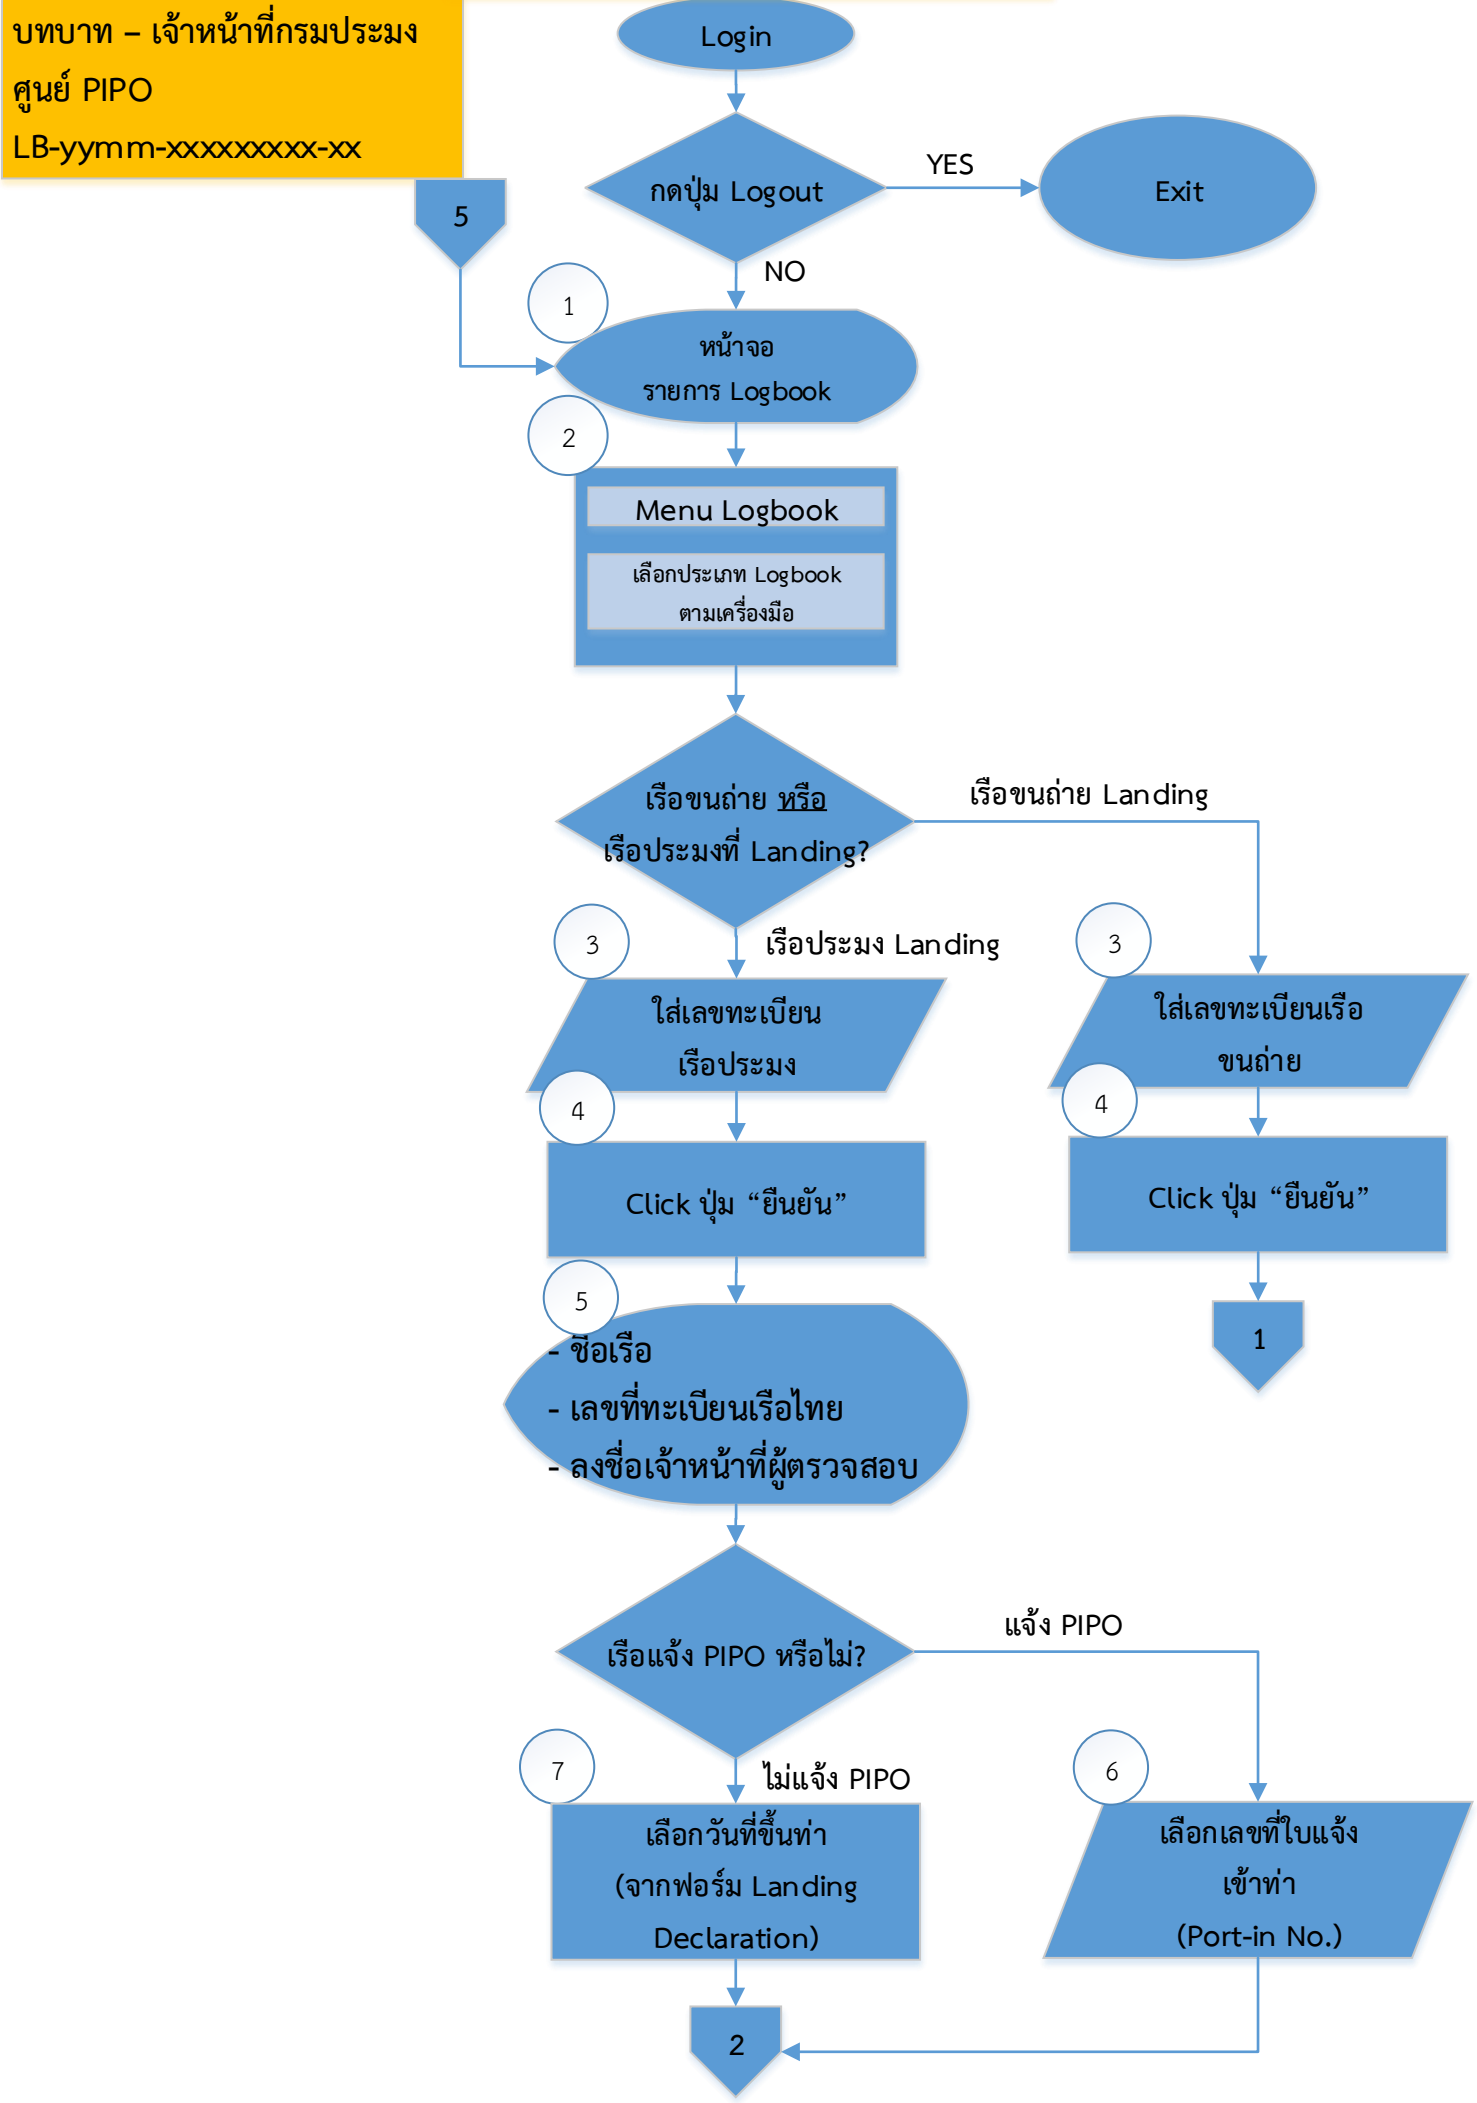 บทบาท – เจ้าหน้าที่กรมประมง
ศูนย์ PIPO
LB-yymm-xxxxxxxxx-xx
Login
กดปุ่ม Logout
YES
Exit
5
NO
1
หน้าจอ
รายการ Logbook
2
Menu Logbook
เลือกประเภท Logbook
ตามเครื่องมือ
เรือขนถ่าย หรือ
เรือประมงที่ Landing?
เรือขนถ่าย Landing
เรือประมง Landing
3
ใส่เลขทะเบียน
เรือประมง
3
ใส่เลขทะเบียนเรือ
ขนถ่าย
4
Click ปุ่ม “ยืนยัน”
4
Click ปุ่ม “ยืนยัน”
1
5
- ชื่อเรือ
- เลขที่ทะเบียนเรือไทย
- ลงชื่อเจ้าหน้าที่ผู้ตรวจสอบ
เรือแจ้ง PIPO หรือไม่?
แจ้ง PIPO
ไม่แจ้ง PIPO
7
เลือกวันที่ขึ้นท่า
(จากฟอร์ม Landing
Declaration)
6
เลือกเลขที่ใบแจ้ง
เข้าท่า
(Port-in No.)
2